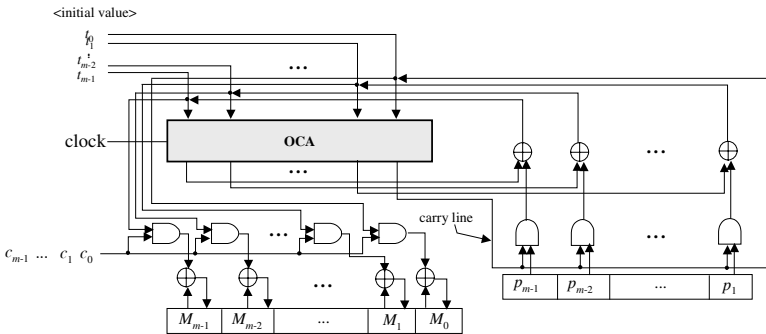 <initial value>
t0
t1
tm-2
tm-1
...
clock
OCA
...
...
carry line
cm-1 ... c1 c0
...
...
...
Mm-1 Mm-2 ... M1 M0
pm-1 pm-2 ... p1